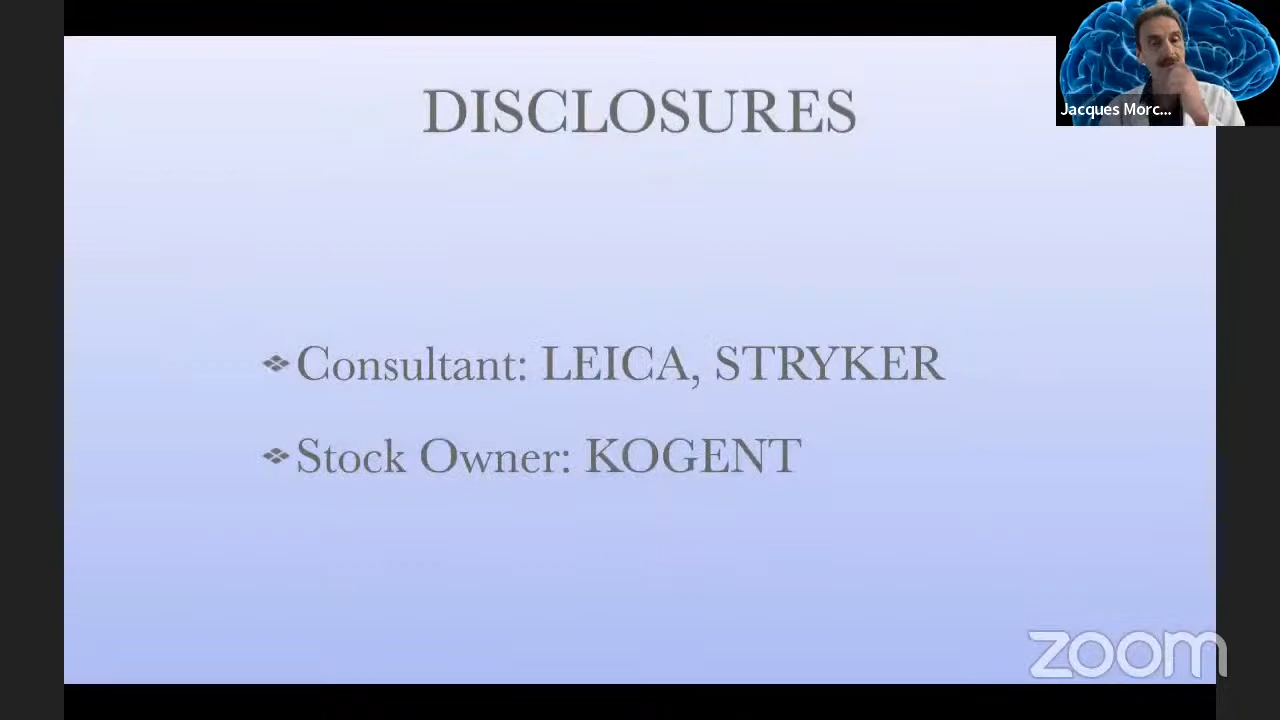 Jacques Morc...
DISCLOSURES
❖Consultant: LEICA, STRYKER
❖Stock Owner: KOGENT
zoom